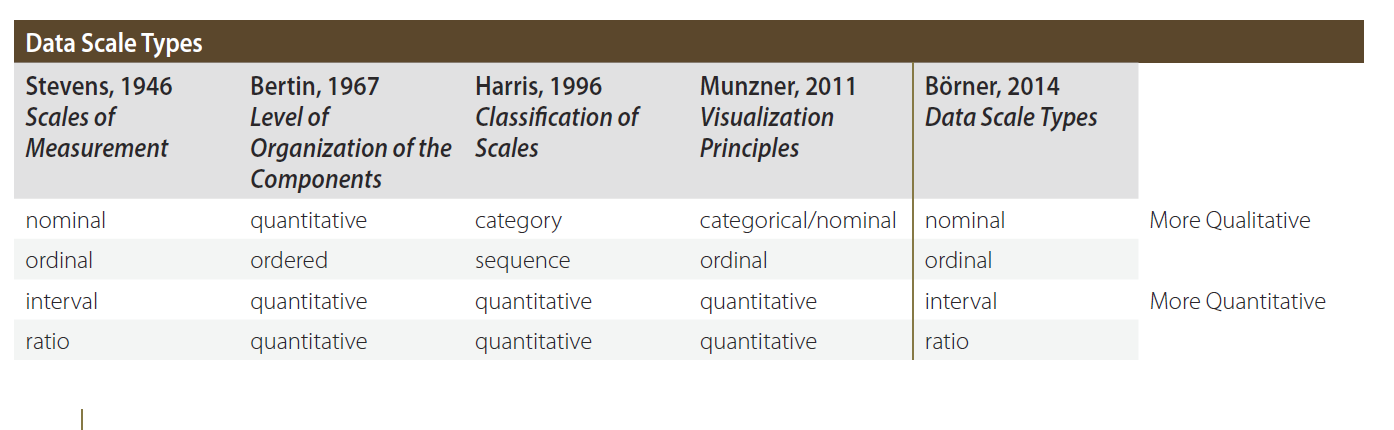 Data Scale Types
Stevens, 1946 Bertin, 1967 Harris, 1996 Munzner, 2011 Börner, 2014
Scales of Level of Classification of Visualization Data Scale Types
Measurement Organization of the Scales Principles
Components
nominal quantitative category categorical/nominal nominal More Qualitative
ordinal ordered sequence ordinal ordinal
interval quantitative quantitative quantitative interval More Quantitative
ratio quantitative quantitative quantitative ratio